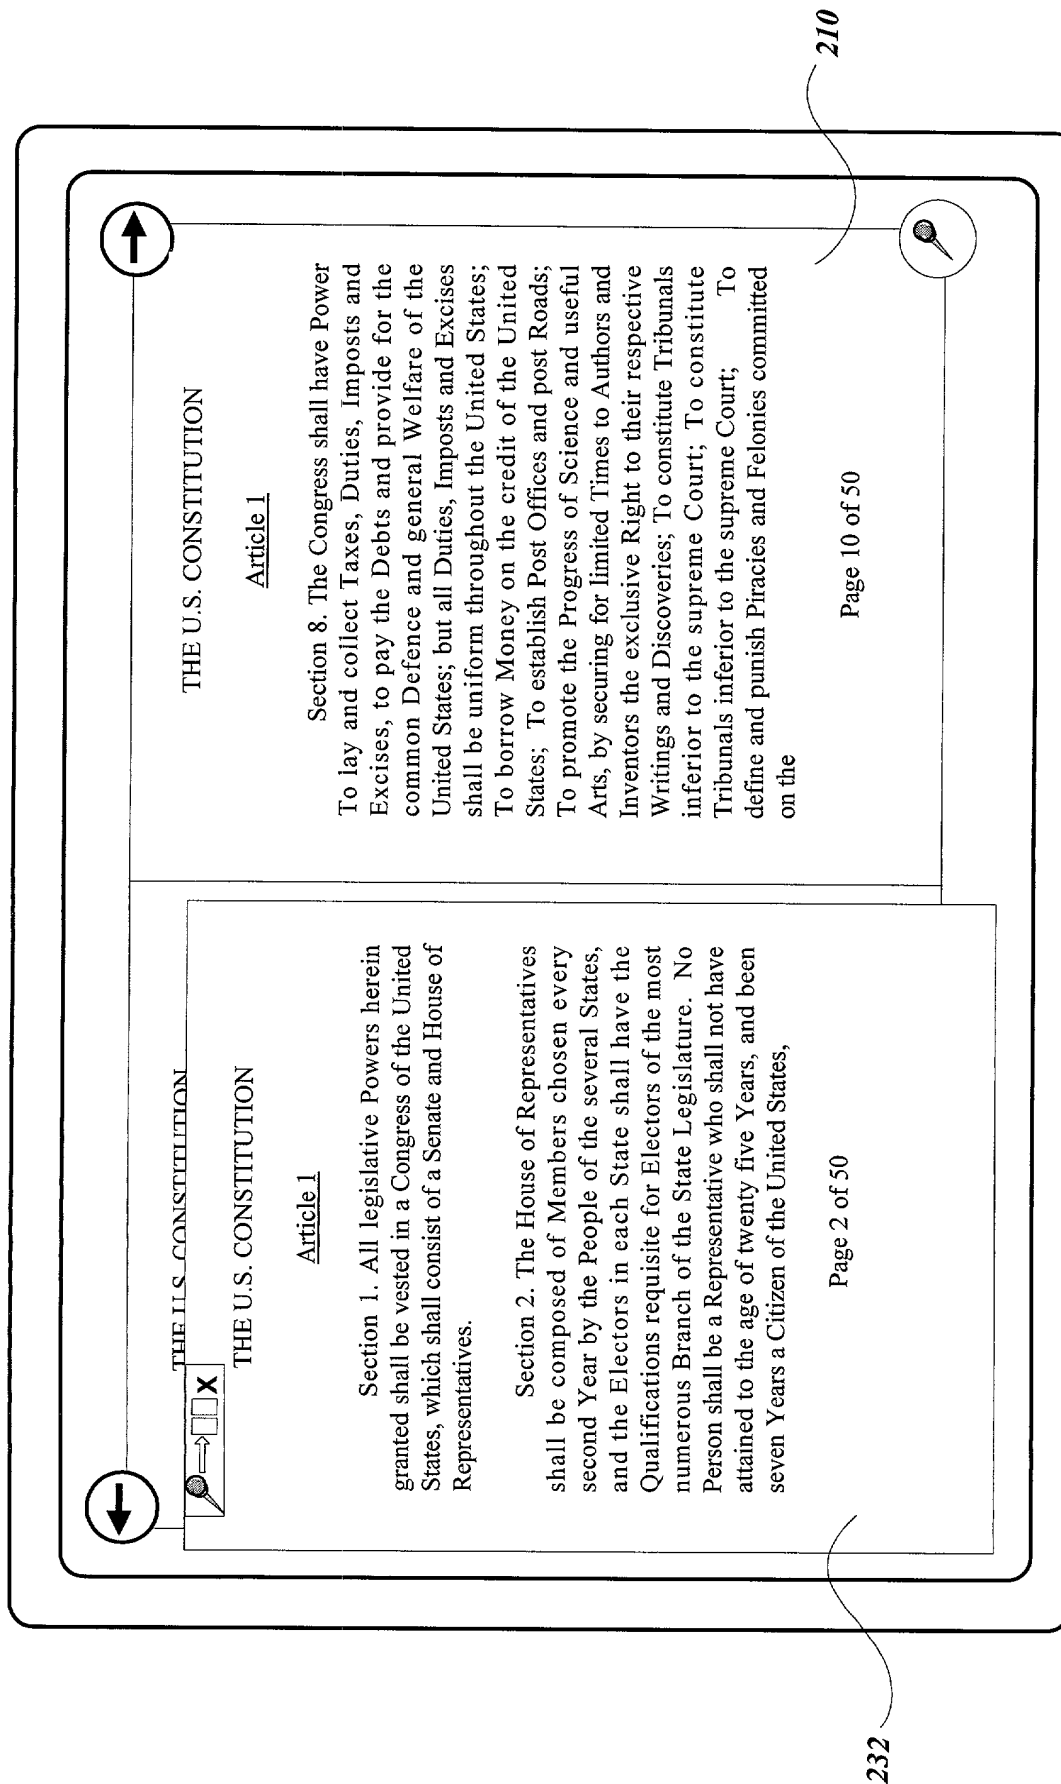 THE U.S. CONSTITUTION
X
THE U.S. CONSTITUTION
Article 1
Section 1. All legislative Powers herein
granted shall be vested in a Congress of the United
States, which shall consist of a Senate and House of
Representatives.
Section 2. The House of Representatives
shall be composed of Members chosen every
second Year by the People of the several States,
and the Electors in each State shall have the
Qualifications requisite for Electors of the most
numerous Branch of the State Legislature. No
Person shall be a Representative who shall not have
attained to the age of twenty five Years, and been
seven Years a Citizen of the United States,
Page 2 of 50
232
THE U.S. CONSTITUTION
Article 1
Section 8. The Congress shall have Power
To lay and collect Taxes, Duties, Imposts and
Excises, to pay the Debts and provide for the
common Defence and general Welfare of the
United States; but all Duties, Imposts and Excises
shall be uniform throughout the United States;
To borrow Money on the credit of the United
States; To establish Post Offices and post Roads;
To promote the Progress of Science and useful
Arts, by securing for limited Times to Authors and
Inventors the exclusive Right to their respective
Writings and Discoveries; To constitute Tribunals
inferior to the supreme Court; To constitute
Tribunals inferior to the supreme Court; To
define and punish Piracies and Felonies committed
on the
Page 10 of 50
210